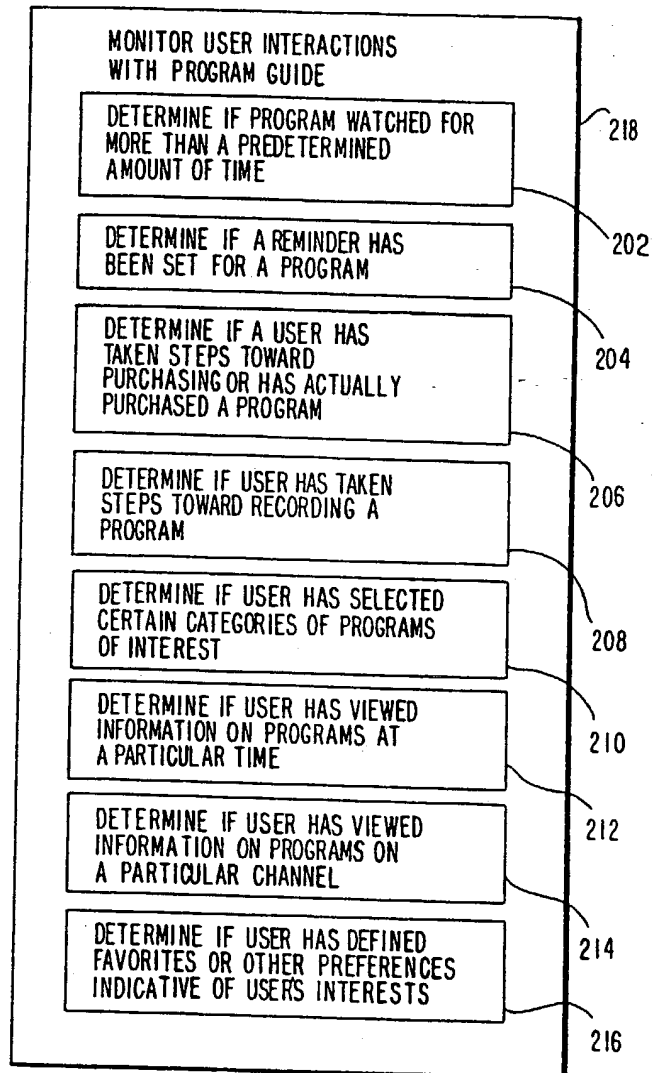 MONITOR USER INTERACTIONS
WITH PROGRAM GUIDE
218
DETERMINE IF PROGRAM WATCHED FOR
MORE THAN A PREDETERMINED
AMOUNT OF TIME
202
DETERMINE IF A REMINDER HAS
BEEN SET FOR A PROGRAM
204
DETERMINE IF A USER HAS
TAKEN STEPS TOWARD
PURCHASING OR HAS ACTUALLY
PURCHASED A PROGRAM
206
DETERMINE IF USER HAS TAKEN
STEPS TOWARD RECORDING A
PROGRAM
208
DETERMINE IF USER HAS SELECTED
CERTAIN CATEGORIES OF PROGRAMS
OF INTEREST
210
DETERMINE IF USER HAS VIEWED
INFORMATION ON PROGRAMS AT
A PARTICULAR TIME
212
DETERMINE IF USER HAS VIEWED
INFORMATION ON PROGRAMS ON
A PARTICULAR CHANNEL
214
DETERMINE IF USER HAS DEFINED
FAVORITES OR OTHER PREFERENCES
INDICATIVE OF USER'S INTERESTS
216